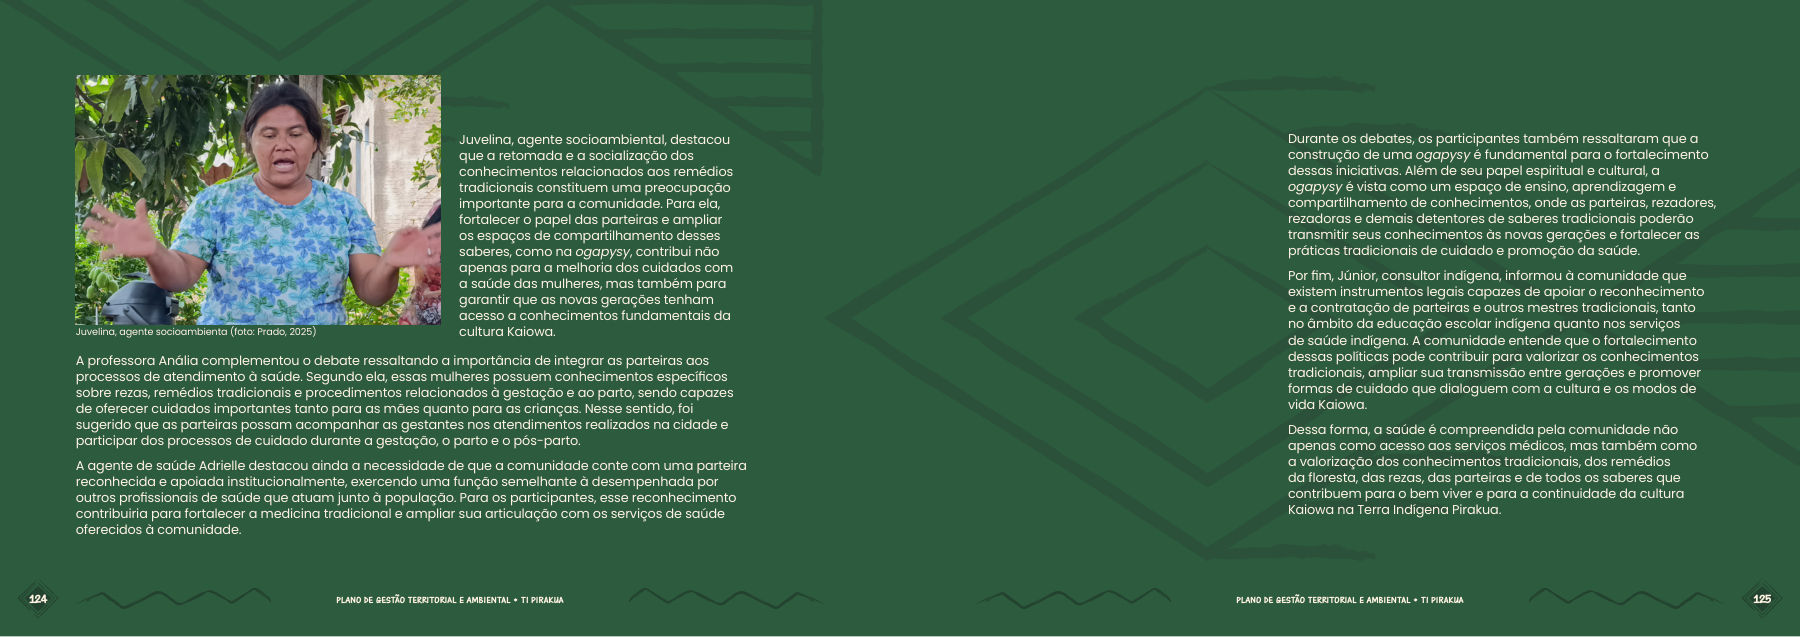 Juvelina, agente socioambiental, destacou
que a retomada e a socialização dos
conhecimentos relacionados aos remédios
tradicionais constituem uma preocupação
importante para a comunidade. Para ela,
fortalecer o papel das parteiras e ampliar
os espaços de compartilhamento desses
saberes, como na ogapysy, contribui não
apenas para a melhoria dos cuidados com
a saúde das mulheres, mas também para
garantir que as novas gerações tenham
acesso a conhecimentos fundamentais da
cultura Kaiowa.
Juvelina, agente socioambienta (foto: Prado, 2025)
A professora Anália complementou o debate ressaltando a importância de integrar as parteiras aos
processos de atendimento à saúde. Segundo ela, essas mulheres possuem conhecimentos específicos
sobre rezas, remédios tradicionais e procedimentos relacionados à gestação e ao parto, sendo capazes
de oferecer cuidados importantes tanto para as mães quanto para as crianças. Nesse sentido, foi
sugerido que as parteiras possam acompanhar as gestantes nos atendimentos realizados na cidade e
participar dos processos de cuidado durante a gestação, o parto e o pós-parto.
A agente de saúde Adrielle destacou ainda a necessidade de que a comunidade conte com uma parteira
reconhecida e apoiada institucionalmente, exercendo uma função semelhante à desempenhada por
outros profissionais de saúde que atuam junto à população. Para os participantes, esse reconhecimento
contribuiria para fortalecer a medicina tradicional e ampliar sua articulação com os serviços de saúde
oferecidos à comunidade.
124
PLANO DE GESTÃO TERRITORIAL E AMBIENTAL • TI PIRAKUA
Durante os debates, os participantes também ressaltaram que a
construção de uma ogapysy é fundamental para o fortalecimento
dessas iniciativas. Além de seu papel espiritual e cultural, a
ogapysy é vista como um espaço de ensino, aprendizagem e
compartilhamento de conhecimentos, onde as parteiras, rezadores,
rezadoras e demais detentores de saberes tradicionais poderão
transmitir seus conhecimentos às novas gerações e fortalecer as
práticas tradicionais de cuidado e promoção da saúde.
Por fim, Júnior, consultor indígena, informou à comunidade que
existem instrumentos legais capazes de apoiar o reconhecimento
e a contratação de parteiras e outros mestres tradicionais, tanto
no âmbito da educação escolar indígena quanto nos serviços
de saúde indígena. A comunidade entende que o fortalecimento
dessas políticas pode contribuir para valorizar os conhecimentos
tradicionais, ampliar sua transmissão entre gerações e promover
formas de cuidado que dialoguem com a cultura e os modos de
vida Kaiowa.
Dessa forma, a saúde é compreendida pela comunidade não
apenas como acesso aos serviços médicos, mas também como
a valorização dos conhecimentos tradicionais, dos remédios
da floresta, das rezas, das parteiras e de todos os saberes que
contribuem para o bem viver e para a continuidade da cultura
Kaiowa na Terra Indígena Pirakua.
PLANO DE GESTÃO TERRITORIAL E AMBIENTAL • TI PIRAKUA
125